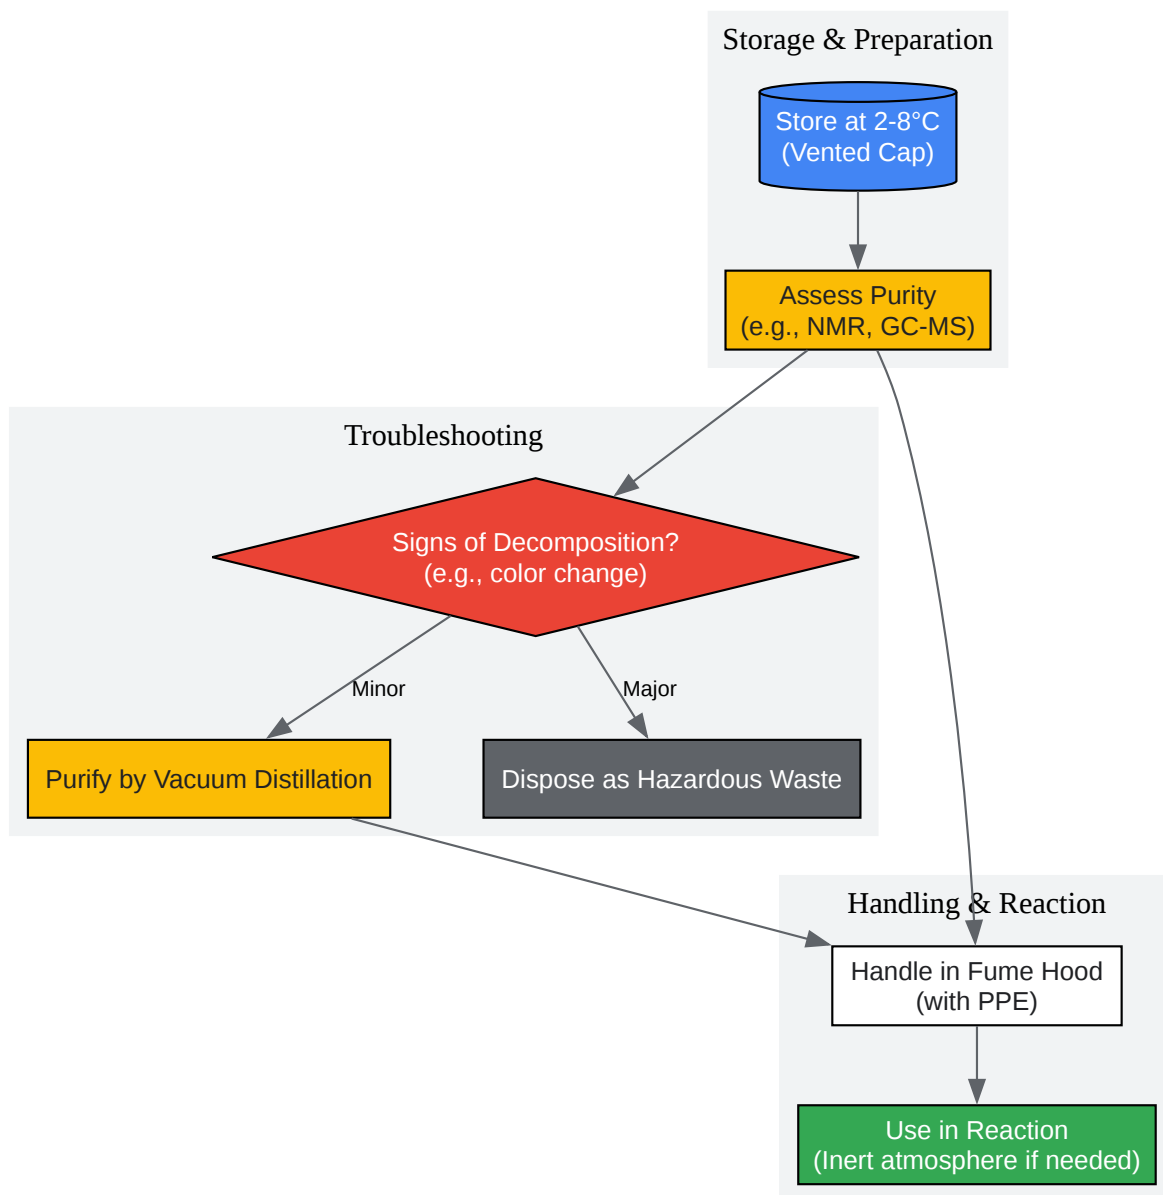 Storage & Preparation
Store at 2-8°C
(Vented Cap)
Assess Purity
(e.g., NMR, GC-MS)
Troubleshooting
Signs of Decomposition?
(e.g., color change)
Minor
Major
Purify by Vacuum Distillation
Dispose as Hazardous Waste
Handling & Reaction
Handle in Fume Hood
(with PPE)
Use in Reaction
(Inert atmosphere if needed)